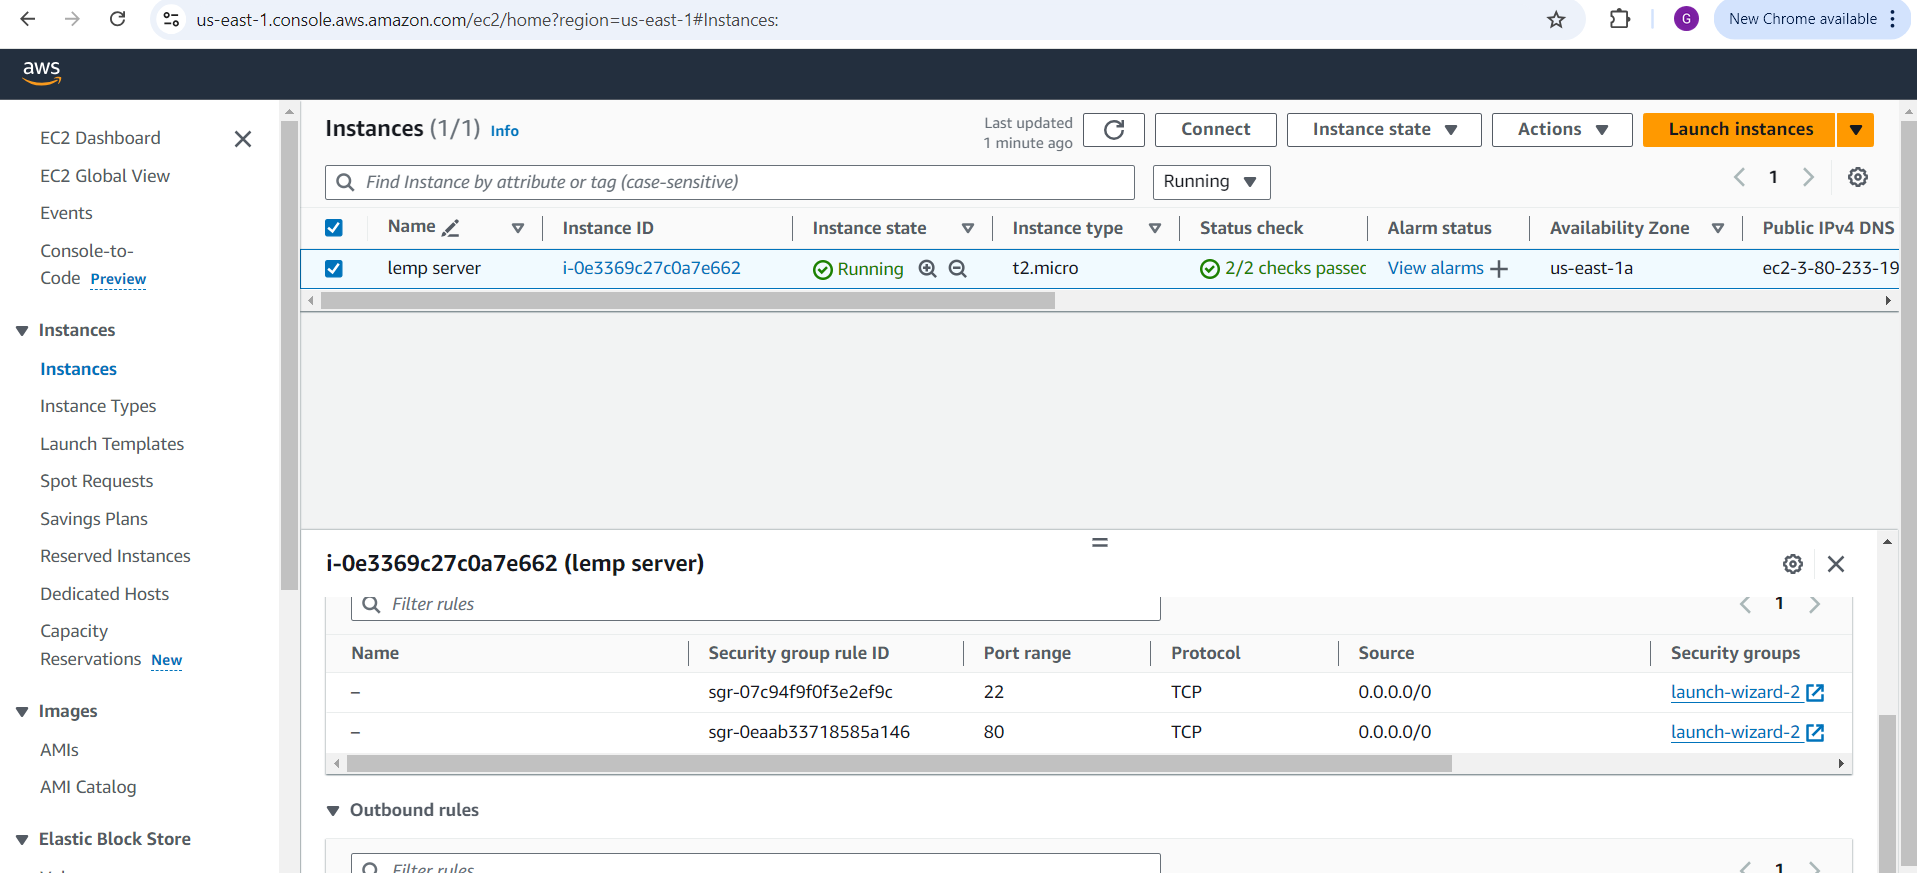 us-east-1.console.aws.amazon.com/ec2/home?region=us-east-1#Instances:
G
New Chrome available
aws
EC2 Dashboard
EC2 Global View
Events
Console-to-
Code Preview
Instances
Instances
Instance Types
Launch Templates
Spot Requests
Savings Plans
Reserved Instances
Dedicated Hosts
Capacity
Reservations New
Images
AMIs
AMI Catalog
Elastic Block Store
Instances (1/1) Info
Last updated
1 minute ago
Connect
Instance state
Actions
Launch instances
Find Instance by attribute or tag (case-sensitive)
Running
1
Name Instance ID Instance state Instance type Status check Alarm status Availability Zone Public IPv4 DNS
lemp server i-0e3369c27c0a7e662 Running t2.micro 2/2 checks passec View alarms + us-east-1a ec2-3-80-233-19
i-0e3369c27c0a7e662 (lemp server)
Filter rules
1
Name Security group rule ID Port range Protocol Source Security groups
– sgr-07c94f9f0f3e2ef9c 22 TCP 0.0.0.0/0 launch-wizard-2
– sgr-0eaab33718585a146 80 TCP 0.0.0.0/0 launch-wizard-2
Outbound rules
Filter rules
1